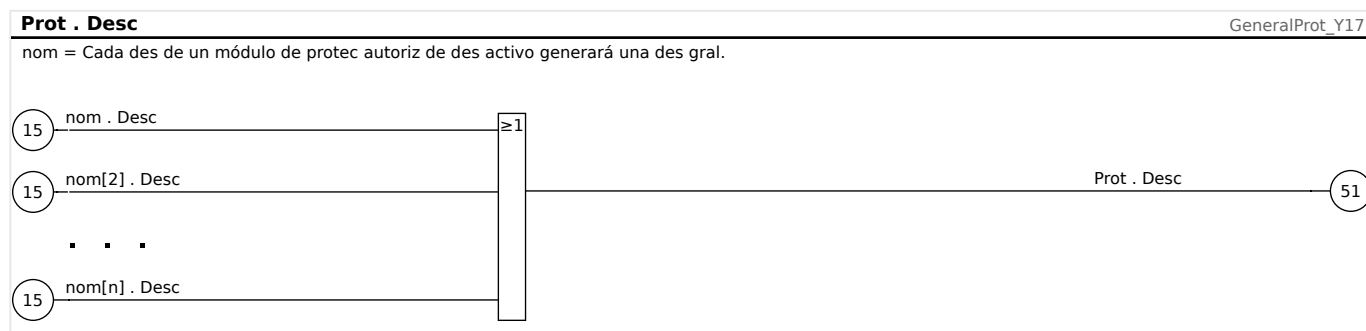 Prot . Desc
GeneralProt_Y17
nom = Cada des de un módulo de protec autoriz de des activo generará una des gral.
15
nom . Desc
≥1
15
nom[2] . Desc
Prot . Desc
51
. . .
15
nom[n] . Desc